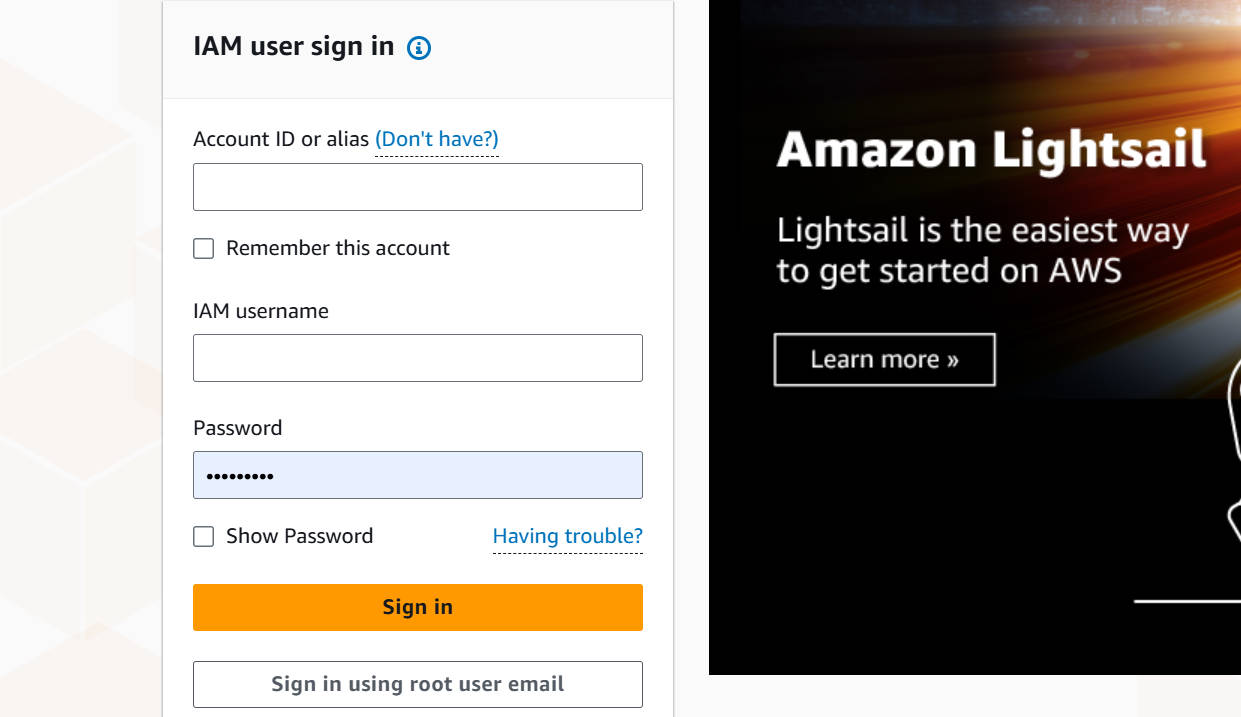 IAM user sign in
Account ID or alias (Don't have?)
Remember this account
IAM username
Password
•••••••••
Show Password
Having trouble?
Sign in
Sign in using root user email
Amazon Lightsail
Lightsail is the easiest way
to get started on AWS
Learn more »